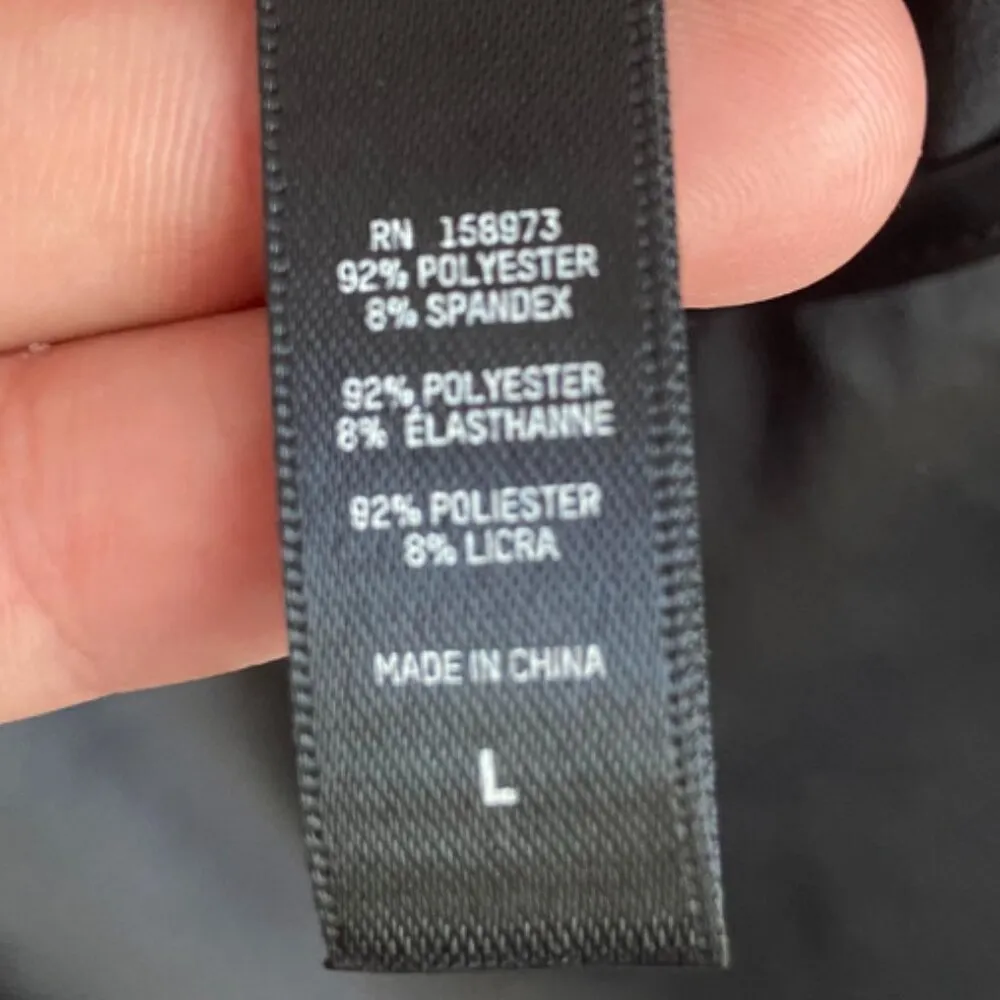 RN 158973
92% POLYESTER
8% SPANDEX
92% POLYESTER
8% ÉLASTHANNE
92% POLIESTER
8% LICRA
MADE IN CHINA
L